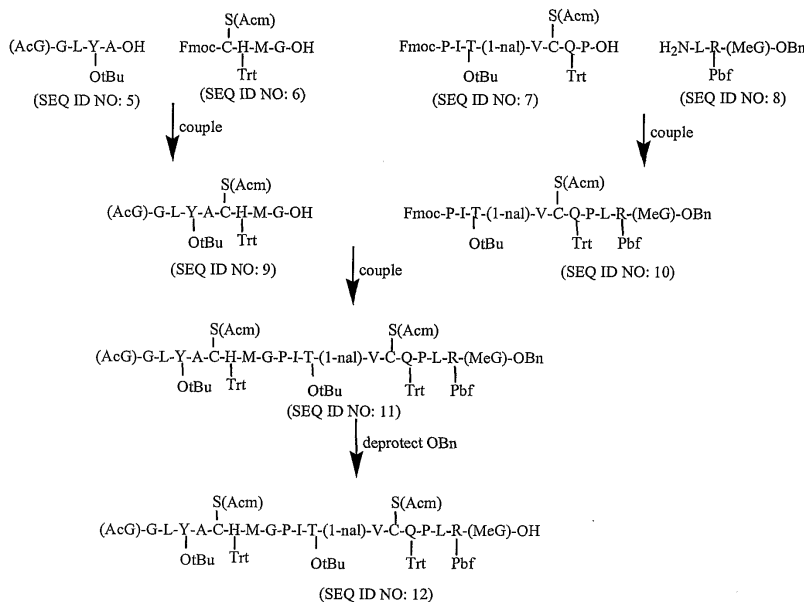 S(Acm)
(AcG)-G-L-Y-A-OH
OtBu
(SEQ ID NO: 5)
Fmoc-C-H-M-G-OH
Trt
(SEQ ID NO: 6)
S(Acm)
Fmoc-P-I-T-(1-nal)-V-C-Q-P-OH
OtBu
Trt
(SEQ ID NO: 7)
H2N-L-R-(MeG)-OBn
Pbf
(SEQ ID NO: 8)
couple
couple
S(Acm)
(AcG)-G-L-Y-A-C-H-M-G-OH
OtBu
Trt
(SEQ ID NO: 9)
S(Acm)
Fmoc-P-I-T-(1-nal)-V-C-Q-P-L-R-(MeG)-OBn
OtBu
Trt
Pbf
(SEQ ID NO: 10)
couple
S(Acm)
S(Acm)
(AcG)-G-L-Y-A-C-H-M-G-P-I-T-(1-nal)-V-C-Q-P-L-R-(MeG)-OBn
OtBu
Trt
OtBu
Trt
Pbf
(SEQ ID NO: 11)
deprotect OBn
S(Acm)
S(Acm)
(AcG)-G-L-Y-A-C-H-M-G-P-I-T-(1-nal)-V-C-Q-P-L-R-(MeG)-OH
OtBu
Trt
OtBu
Trt
Pbf
(SEQ ID NO: 12)